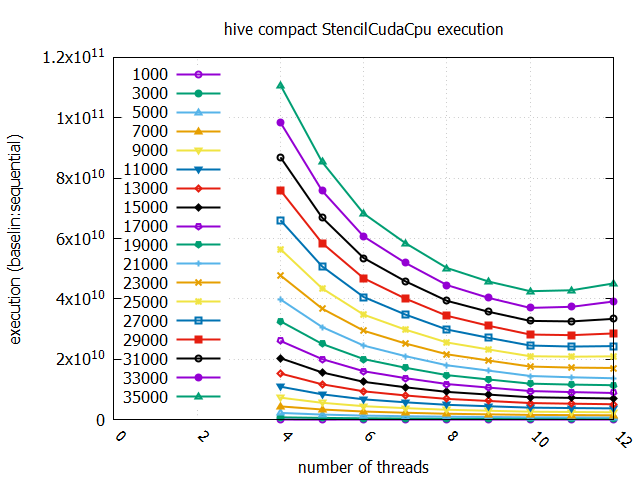 hive compact StencilCudaCpu execution
1.2x10^11
1x10^11
8x10^10
6x10^10
4x10^10
2x10^10
0
execution (baselin:sequential)
1000
3000
5000
7000
9000
11000
13000
15000
17000
19000
21000
23000
25000
27000
29000
31000
33000
35000
0 2 4 6 8 10 12
number of threads